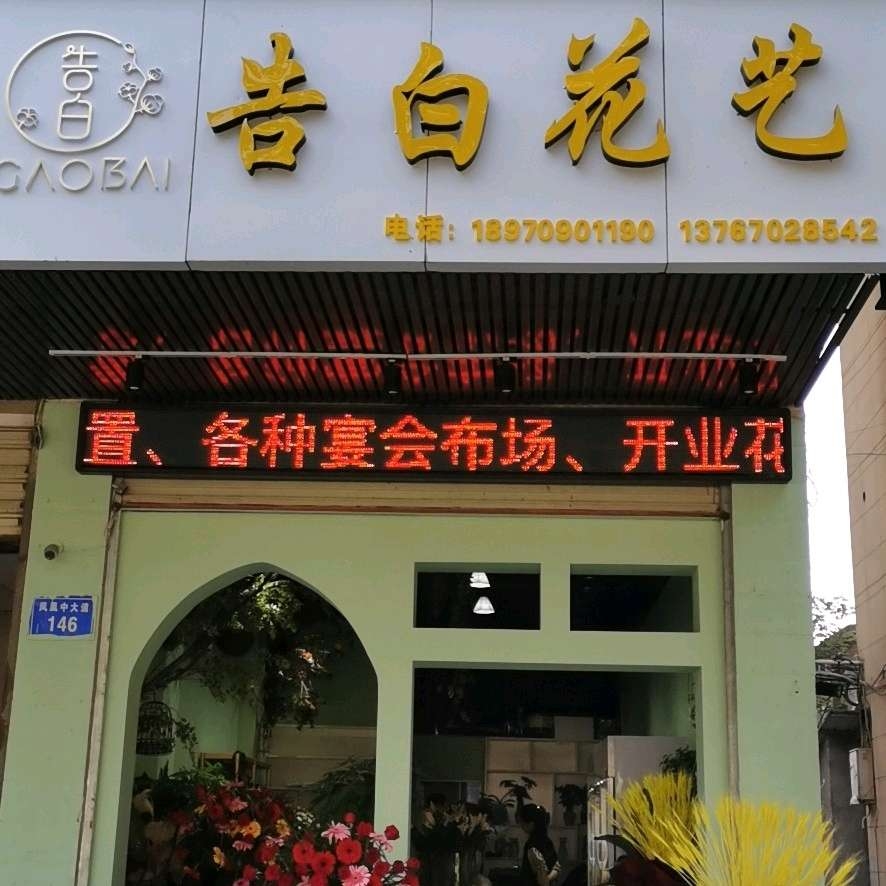 告白
GAOBAI
告白花艺
电话：18970901190 13767028542
置、各种宴会布场、开业花
凤凰中大道
146